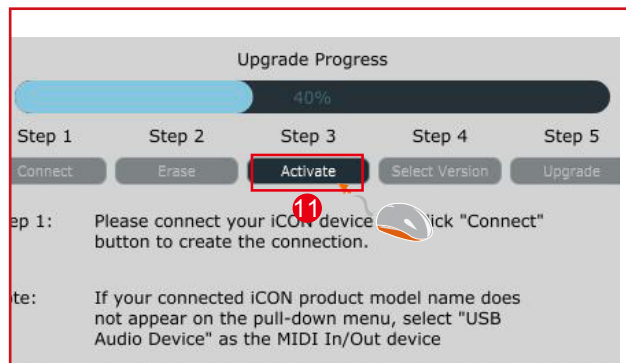 Upgrade Progress
40%
Step 1 Step 2 Step 3 Step 4 Step 5
Connect Erase Activate Select Version Upgrade
11
ep 1: Please connect your iCON device ick "Connect"
button to create the connection.
te: If your connected iCON product model name does
not appear on the pull-down menu, select "USB
Audio Device" as the MIDI In/Out device